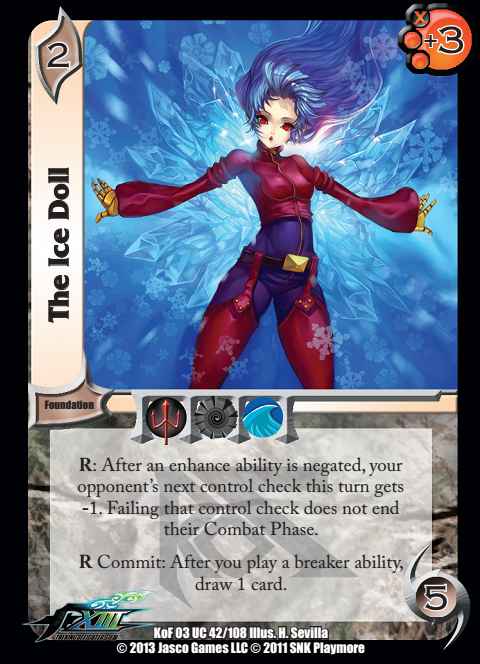 2
+3
The Ice Doll
Foundation
R: After an enhance ability is negated, your
opponent's next control check this turn gets
-1. Failing that control check does not end
their Combat Phase.
R Commit: After you play a breaker ability,
draw 1 card.
5
XIII
KoF 03 UC 42/108 Illus. H. Sevilla
© 2013 Jasco Games LLC © 2011 SNK Playmore